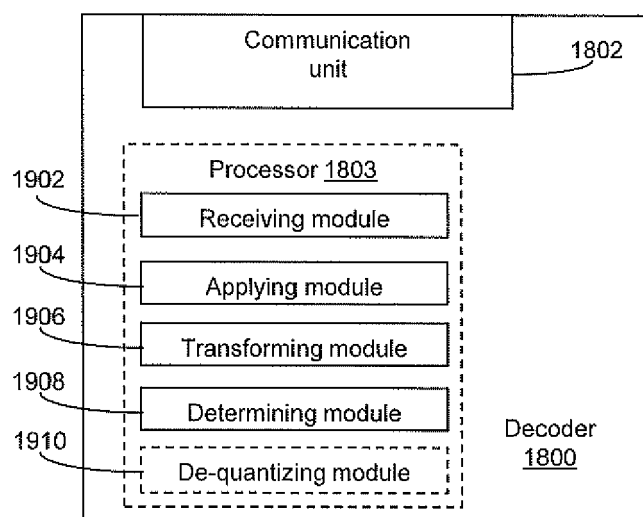 Communication
unit
1802
Processor 1803
1902
Receiving module
1904
Applying module
1906
Transforming module
1908
Determining module
1910
De-quantizing module
Decoder
1800